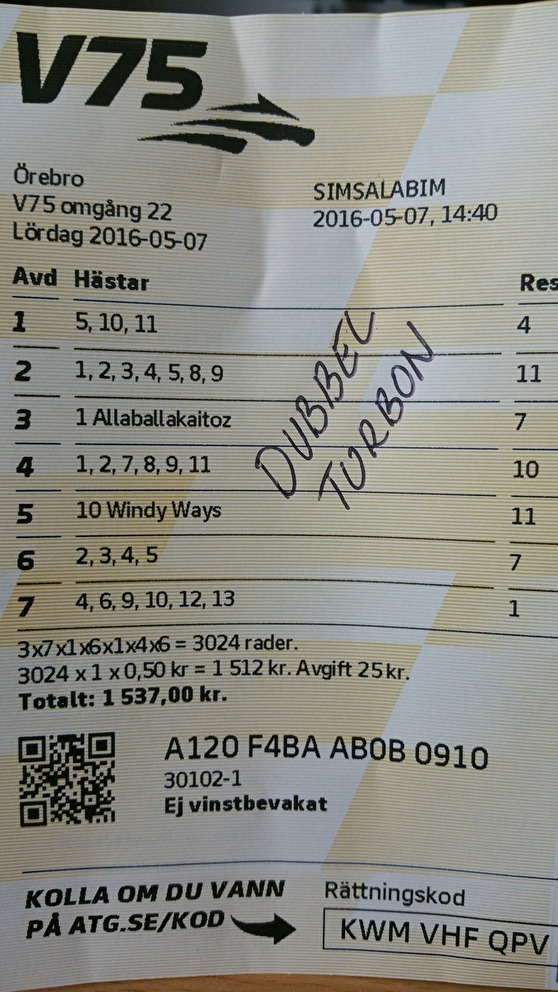 V75
Örebro
V75 omgång 22
Lördag 2016-05-07
SIMSALABIM
2016-05-07, 14:40
Avd Hästar Res
1 5, 10, 11 4
2 1, 2, 3, 4, 5, 8, 9 11
3 1 Allaballakaitoz 7
4 1, 2, 7, 8, 9, 11 10
5 10 Windy Ways 11
6 2, 3, 4, 5 7
7 4, 6, 9, 10, 12, 13 1
DUBBEL
TURBON
3x7x1x6x1x4x6 = 3024 rader.
3024 x 1 x 0,50 kr = 1 512 kr. Avgift 25 kr.
Totalt: 1 537,00 kr.
A120 F4BA AB0B 0910
30102-1
Ej vinstbevakat
KOLLA OM DU VANN
PÅ ATG.SE/KOD
Rättningskod
KWM VHF QPV